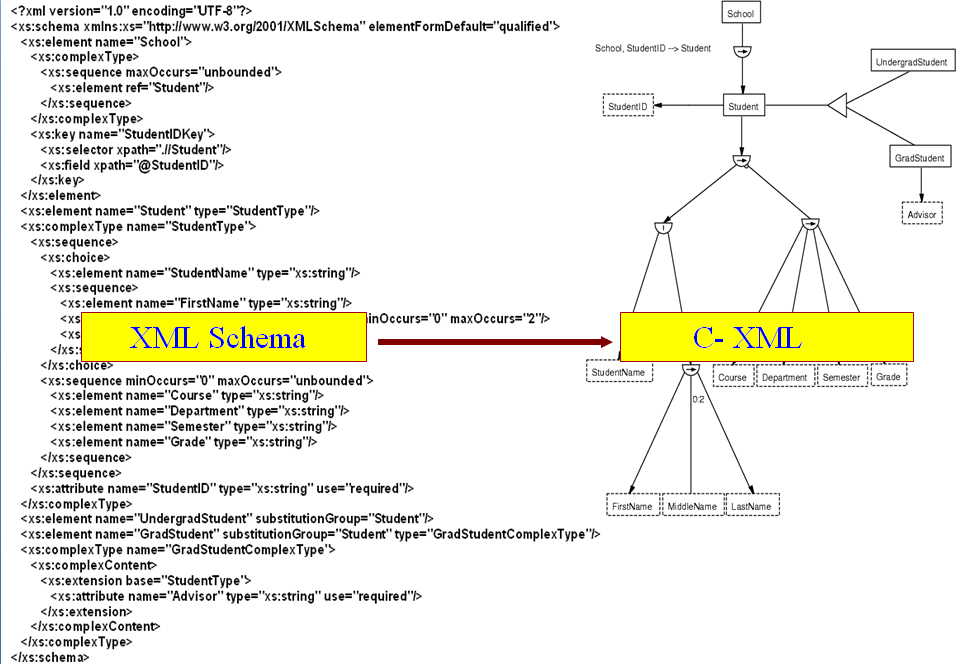 <?xml version="1.0" encoding="UTF-8"?>
<xs:schema xmlns:xs="http://www.w3.org/2001/XMLSchema" elementFormDefault="qualified">
<xs:element name="School">
<xs:complexType>
<xs:sequence maxOccurs="unbounded">
<xs:element ref="Student"/>
</xs:sequence>
</xs:complexType>
<xs:key name="StudentIDKey">
<xs:selector xpath=".//Student"/>
<xs:field xpath="@StudentID"/>
</xs:key>
</xs:element>
<xs:element name="Student" type="StudentType"/>
<xs:complexType name="StudentType">
<xs:sequence>
<xs:choice>
<xs:element name="StudentName" type="xs:string"/>
<xs:sequence>
<xs:element name="FirstName" type="xs:string"/>
<xs minOccurs="0" maxOccurs="2"/>
<xs
</xs:s
</xs:choice>
<xs:sequence minOccurs="0" maxOccurs="unbounded">
<xs:element name="Course" type="xs:string"/>
<xs:element name="Department" type="xs:string"/>
<xs:element name="Semester" type="xs:string"/>
<xs:element name="Grade" type="xs:string"/>
</xs:sequence>
</xs:sequence>
<xs:attribute name="StudentID" type="xs:string" use="required"/>
</xs:complexType>
<xs:element name="UndergradStudent" substitutionGroup="Student"/>
<xs:element name="GradStudent" substitutionGroup="Student" type="GradStudentComplexType"/>
<xs:complexType name="GradStudentComplexType">
<xs:complexContent>
<xs:extension base="StudentType">
<xs:attribute name="Advisor" type="xs:string" use="required"/>
</xs:extension>
</xs:complexContent>
</xs:complexType>
</xs:schema>
XML Schema
C- XML
School
School, StudentID --> Student
UndergradStudent
StudentID
Student
GradStudent
Advisor
StudentName
Course
Department
Semester
Grade
0:2
FirstName
MiddleName
LastName